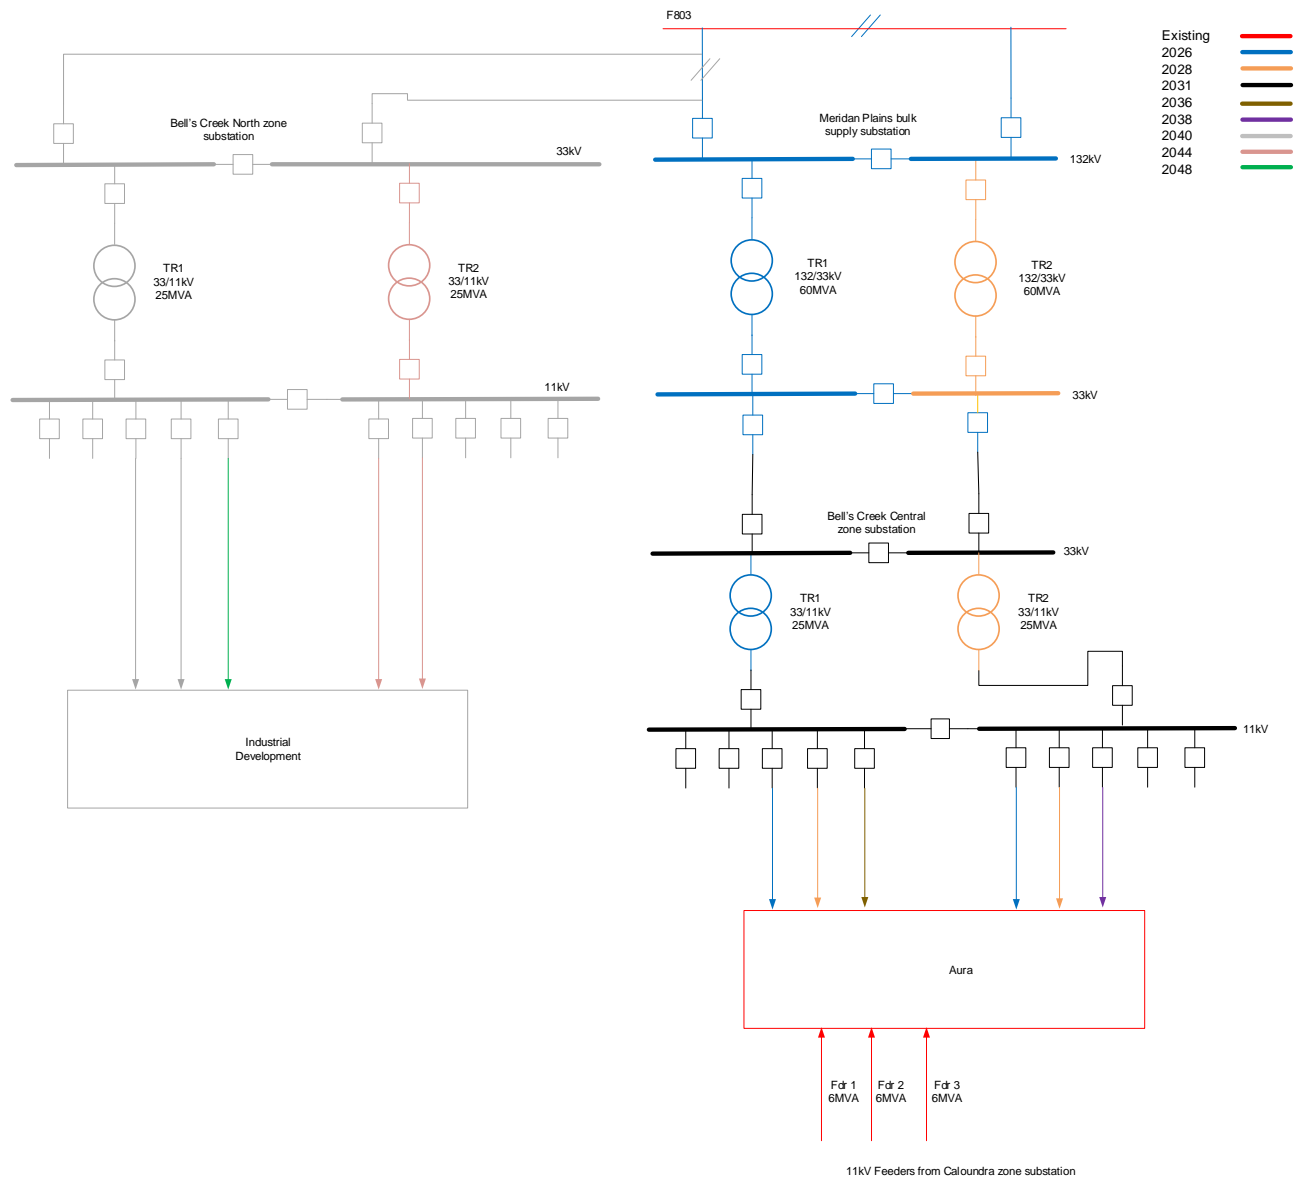 F803
Existing
2026
2028
2031
2036
2038
2040
2044
2048
Bell's Creek North zone
substation
33kV
TR1
33/11kV
25MVA
TR2
33/11kV
25MVA
11kV
Industrial
Development
Meridan Plains bulk
supply substation
132kV
TR1
132/33kV
60MVA
TR2
132/33kV
60MVA
33kV
Bell's Creek Central
zone substation
33kV
TR1
33/11kV
25MVA
TR2
33/11kV
25MVA
11kV
Aura
Fdr 1
6MVA
Fdr 2
6MVA
Fdr 3
6MVA
11kV Feeders from Caloundra zone substation